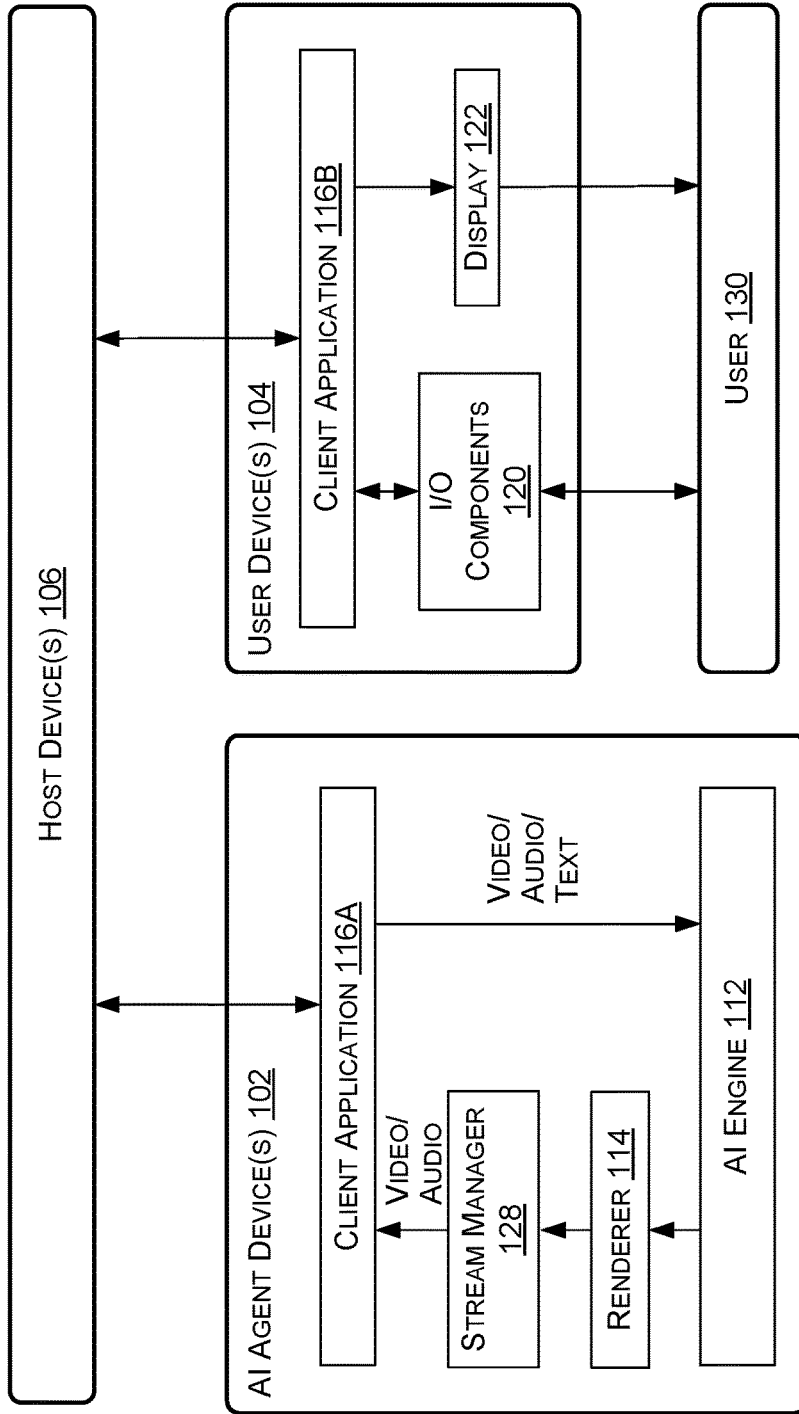 HOST DEVICE(S) 106
AI AGENT DEVICE(S) 102
CLIENT APPLICATION 116A
VIDEO/
AUDIO
STREAM MANAGER
128
RENDERER 114
VIDEO/
AUDIO/
TEXT
AI ENGINE 112
USER DEVICE(S) 104
CLIENT APPLICATION 116B
I/O
COMPONENTS
120
DISPLAY 122
USER 130